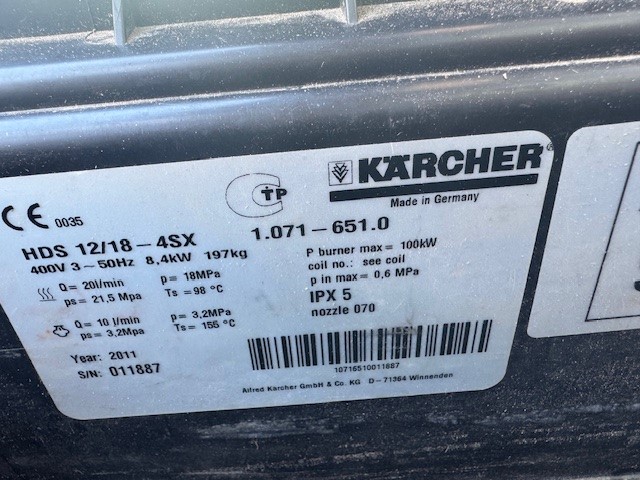 KÄRCHER®
Made in Germany
CE 0035
TP
HDS 12/18-4SX 1.071-651.0
400V 3~50Hz 8,4kW 197kg
P burner max= 100kW
coil no.: see coil
p in max= 0,6 MPa
IPX 5
nozzle 070
Q= 20l/min p= 18MPa
ps= 21,5 Mpa Ts=98 °C
Q= 10 l/min p= 3,2MPa
ps= 3,2Mpa Ts= 155 °C
Year: 2011
S/N: 011887
10716510011887
Alfred Kärcher GmbH & Co. KG D-71364 Winnenden